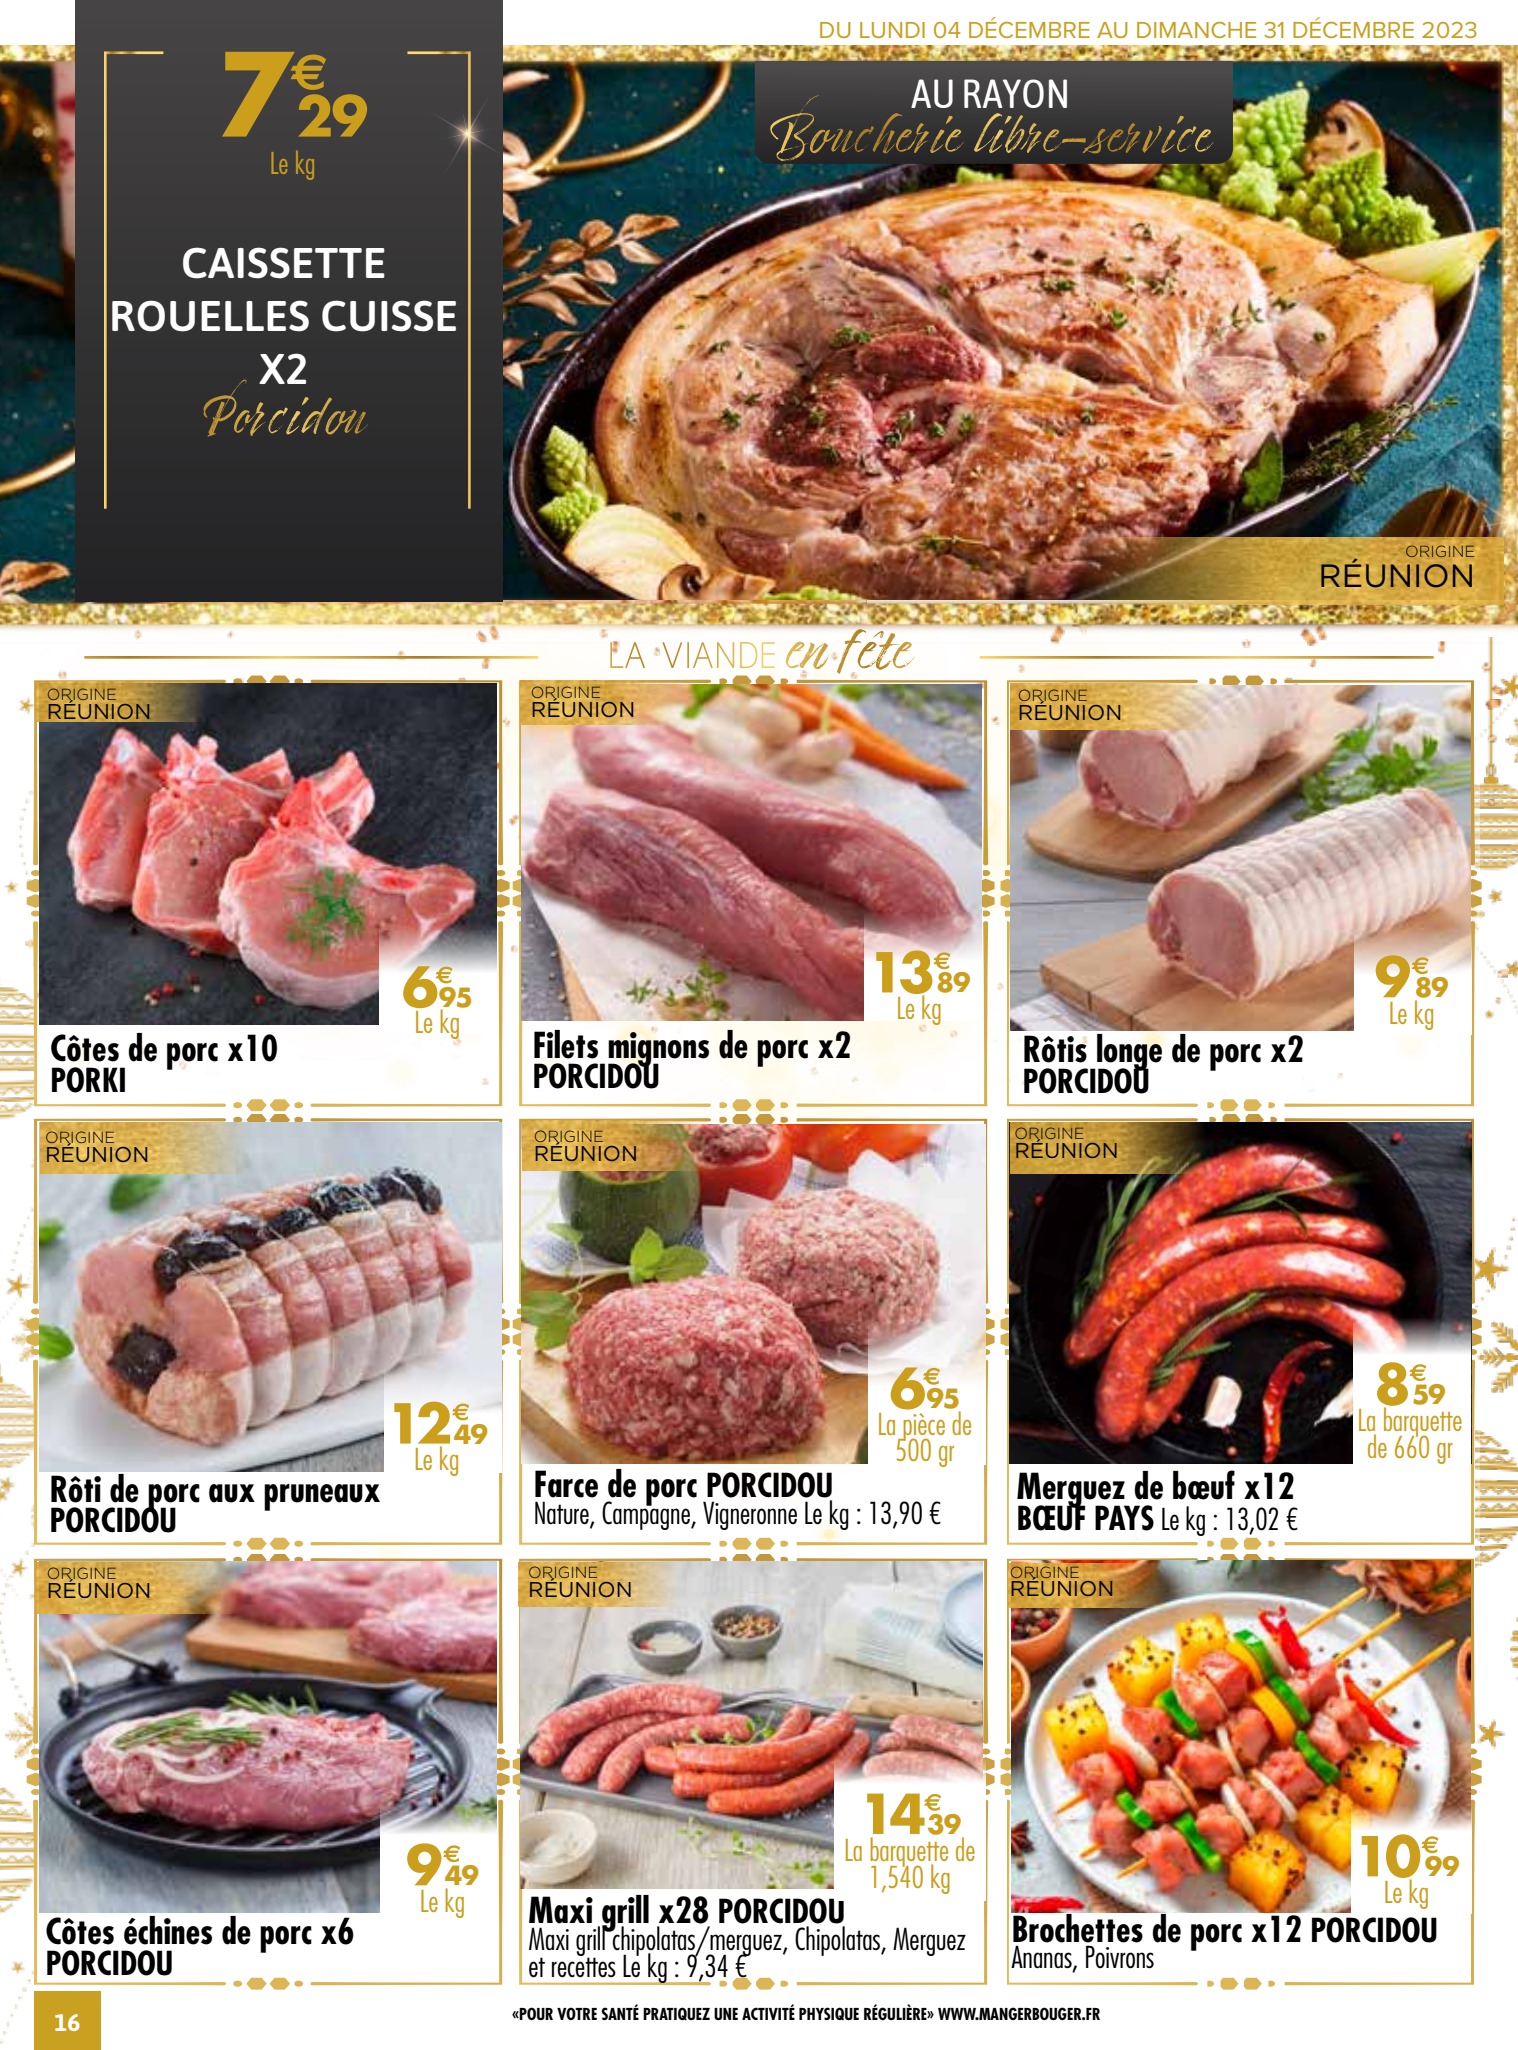 DU LUNDI 04 DÉCEMBRE AU DIMANCHE 31 DÉCEMBRE 2023
7€29
Le kg
CAISSETTE
ROUELLES CUISSE
X2
Porcidou
AU RAYON
Boucherie libre-service
ORIGINE
RÉUNION
LA VIANDE en fête
ORIGINE
RÉUNION
6€95
Le kg
Côtes de porc x10
PORKI
ORIGINE
RÉUNION
13€89
Le kg
Filets mignons de porc x2
PORCIDOU
ORIGINE
RÉUNION
9€89
Le kg
Rôtis longe de porc x2
PORCIDOU
ORIGINE
RÉUNION
12€49
Le kg
Rôti de porc aux pruneaux
PORCIDOU
ORIGINE
RÉUNION
6€95
La pièce de
500 gr
Farce de porc PORCIDOU
Nature, Campagne, Vigneronne Le kg : 13,90 €
ORIGINE
RÉUNION
8€59
La barquette
de 660 gr
Merguez de bœuf x12
BŒUF PAYS Le kg : 13,02 €
ORIGINE
RÉUNION
9€49
Le kg
Côtes échines de porc x6
PORCIDOU
ORIGINE
RÉUNION
14€39
La barquette de
1,540 kg
Maxi grill x28 PORCIDOU
Maxi grill chipolatas/merguez, Chipolatas, Merguez
et recettes Le kg : 9,34 €
ORIGINE
RÉUNION
10€99
Le kg
Brochettes de porc x12 PORCIDOU
Ananas, Poivrons
16
«POUR VOTRE SANTÉ PRATIQUEZ UNE ACTIVITÉ PHYSIQUE RÉGULIÈRE» WWW.MANGERBOUGER.FR